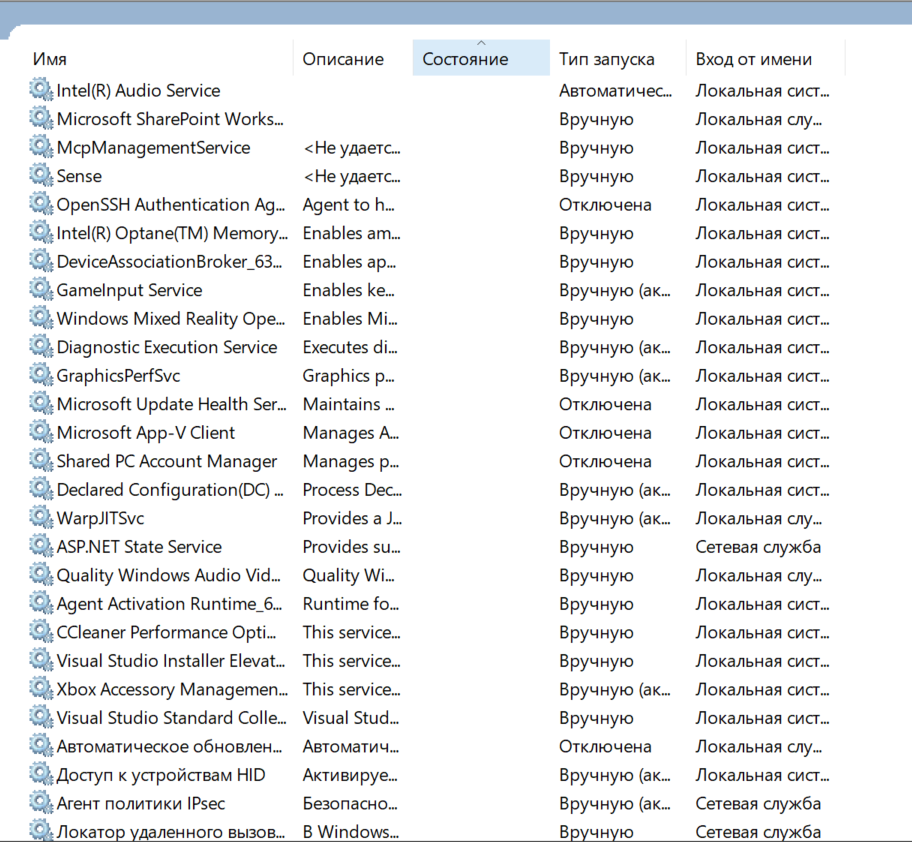 Имя Описание Состояние Тип запуска Вход от имени
Intel(R) Audio Service Автоматичес... Локальная сист...
Microsoft SharePoint Works... Вручную Локальная слу...
McpManagementService <Не удаетс... Вручную Локальная сист...
Sense <Не удаетс... Вручную Локальная сист...
OpenSSH Authentication Ag... Agent to h... Отключена Локальная сист...
Intel(R) Optane(TM) Memory... Enables am... Вручную Локальная сист...
DeviceAssociationBroker_63... Enables ap... Вручную Локальная сист...
GameInput Service Enables ke... Вручную (ак... Локальная сист...
Windows Mixed Reality Ope... Enables Mi... Вручную Локальная сист...
Diagnostic Execution Service Executes di... Вручную (ак... Локальная сист...
GraphicsPerfSvc Graphics p... Вручную (ак... Локальная сист...
Microsoft Update Health Ser... Maintains ... Отключена Локальная сист...
Microsoft App-V Client Manages A... Отключена Локальная сист...
Shared PC Account Manager Manages p... Отключена Локальная сист...
Declared Configuration(DC) ... Process Dec... Вручную (ак... Локальная сист...
WarpJITSvc Provides a J... Вручную (ак... Локальная слу...
ASP.NET State Service Provides su... Вручную Сетевая служба
Quality Windows Audio Vid... Quality Wi... Вручную Локальная слу...
Agent Activation Runtime_6... Runtime fo... Вручную Локальная сист...
CCleaner Performance Opti... This service... Вручную Локальная сист...
Visual Studio Installer Elevat... This service... Вручную Локальная сист...
Xbox Accessory Managemen... This service... Вручную (ак... Локальная сист...
Visual Studio Standard Colle... Visual Stud... Вручную Локальная сист...
Автоматическое обновлен... Автоматич... Отключена Локальная слу...
Доступ к устройствам HID Активируе... Вручную (ак... Локальная сист...
Агент политики IPsec Безопасно... Вручную (ак... Сетевая служба
Локатор удаленного вызов... В Windows... Вручную Сетевая служба